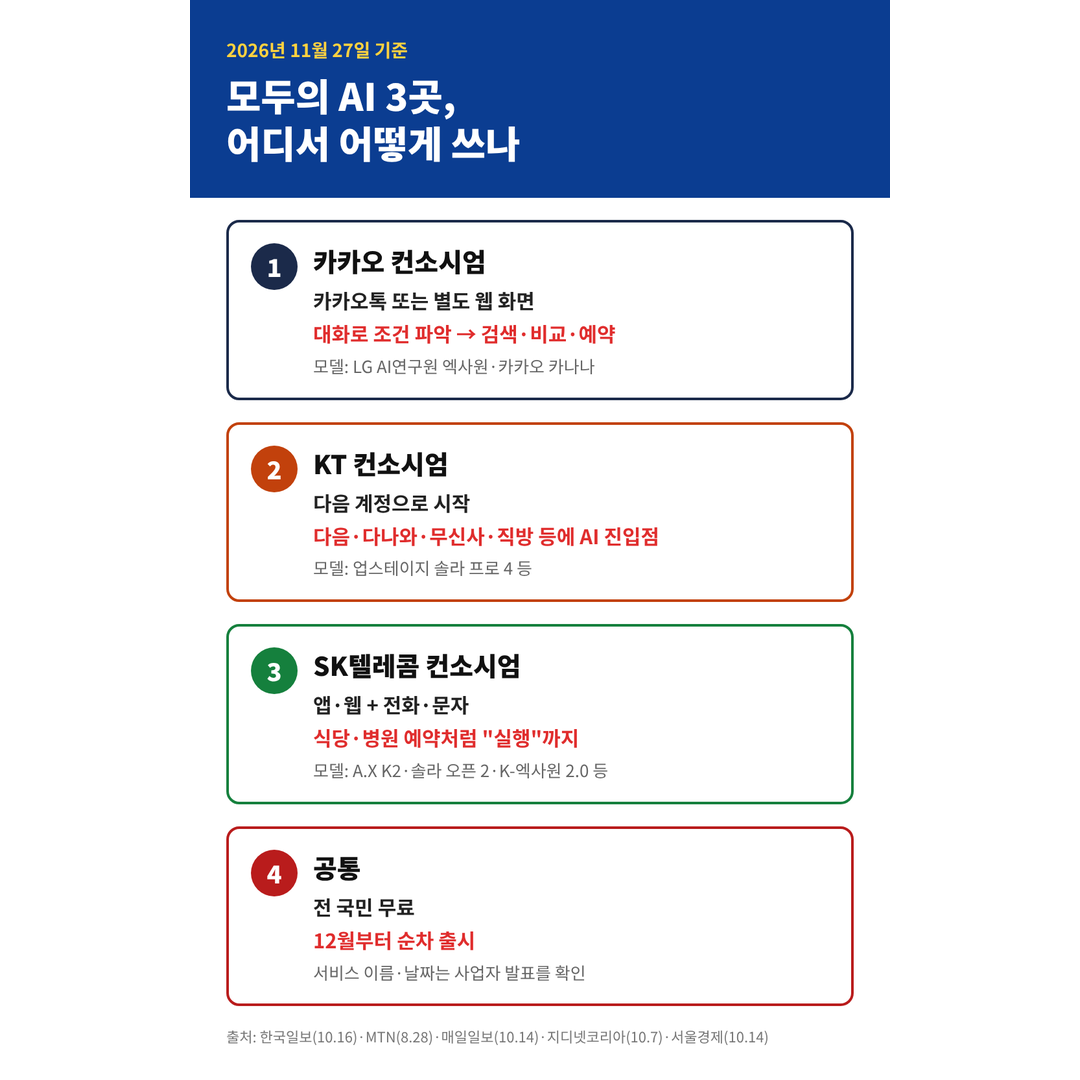 2026년 11월 27일 기준
모두의 AI 3곳,
어디서 어떻게 쓰나
1
카카오 컨소시엄
카카오톡 또는 별도 웹 화면
대화로 조건 파악 → 검색·비교·예약
모델: LG AI연구원 엑사원·카카오 카나나
2
KT 컨소시엄
다음 계정으로 시작
다음·다나와·무신사·직방 등에 AI 진입점
모델: 업스테이지 솔라 프로 4 등
3
SK텔레콤 컨소시엄
앱·웹 + 전화·문자
식당·병원 예약처럼 "실행"까지
모델: A.X K2·솔라 오픈 2·K-엑사원 2.0 등
4
공통
전 국민 무료
12월부터 순차 출시
서비스 이름·날짜는 사업자 발표를 확인
출처: 한국일보(10.16)·MTN(8.28)·매일일보(10.14)·지디넷코리아(10.7)·서울경제(10.14)